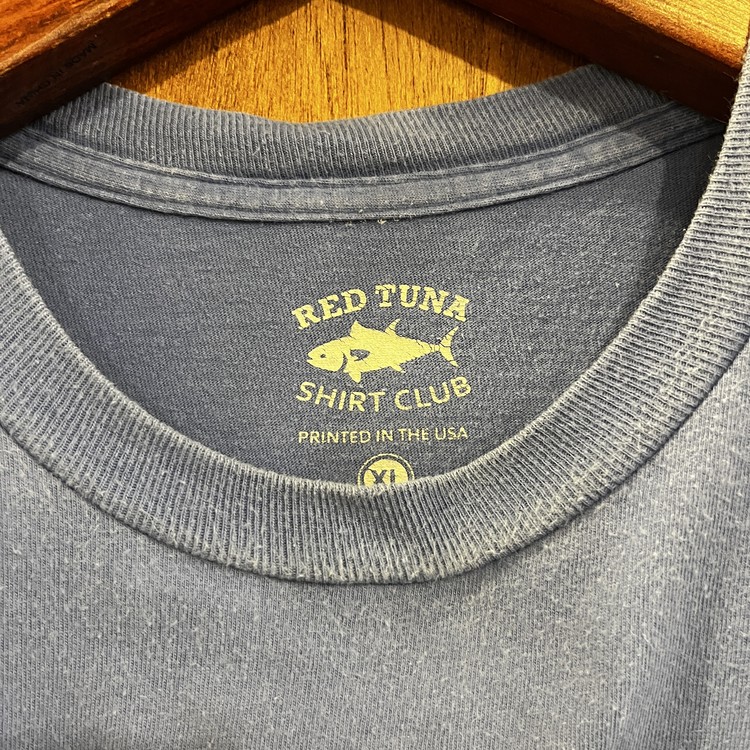 RED TUNA
SHIRT CLUB
PRINTED IN THE USA
XL